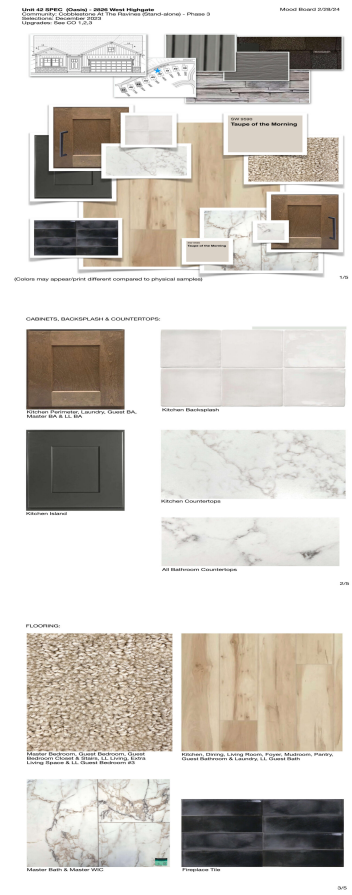 Unit 42 SPEC (Oasis) - 2826 West Highgate
Community: Cobblestone At The Ravines (Stand-alone) - Phase 3
Selections: December 2023
Upgrades: See CO 1,2,3
Mood Board 2/28/24
SW 9590
Taupe of the Morning
Taupe of the Morning
(Colors may appear/print different compared to physical samples)
1/5
CABINETS, BACKSPLASH & COUNTERTOPS:
Kitchen Perimeter, Laundry, Guest BA,
Master BA & LL BA
Kitchen Backsplash
Kitchen Island
Kitchen Countertops
All Bathroom Countertops
2/5
FLOORING:
Master Bedroom, Guest Bedroom, Guest
Bedroom Closet & Stairs, LL Living, Extra
Living Space & LL Guest Bedroom #3
Kitchen, Dining, Living Room, Foyer, Mudroom, Pantry,
Guest Bathroom & Laundry, LL Guest Bath
Master Bath & Master WIC
Fireplace Tile
3/5